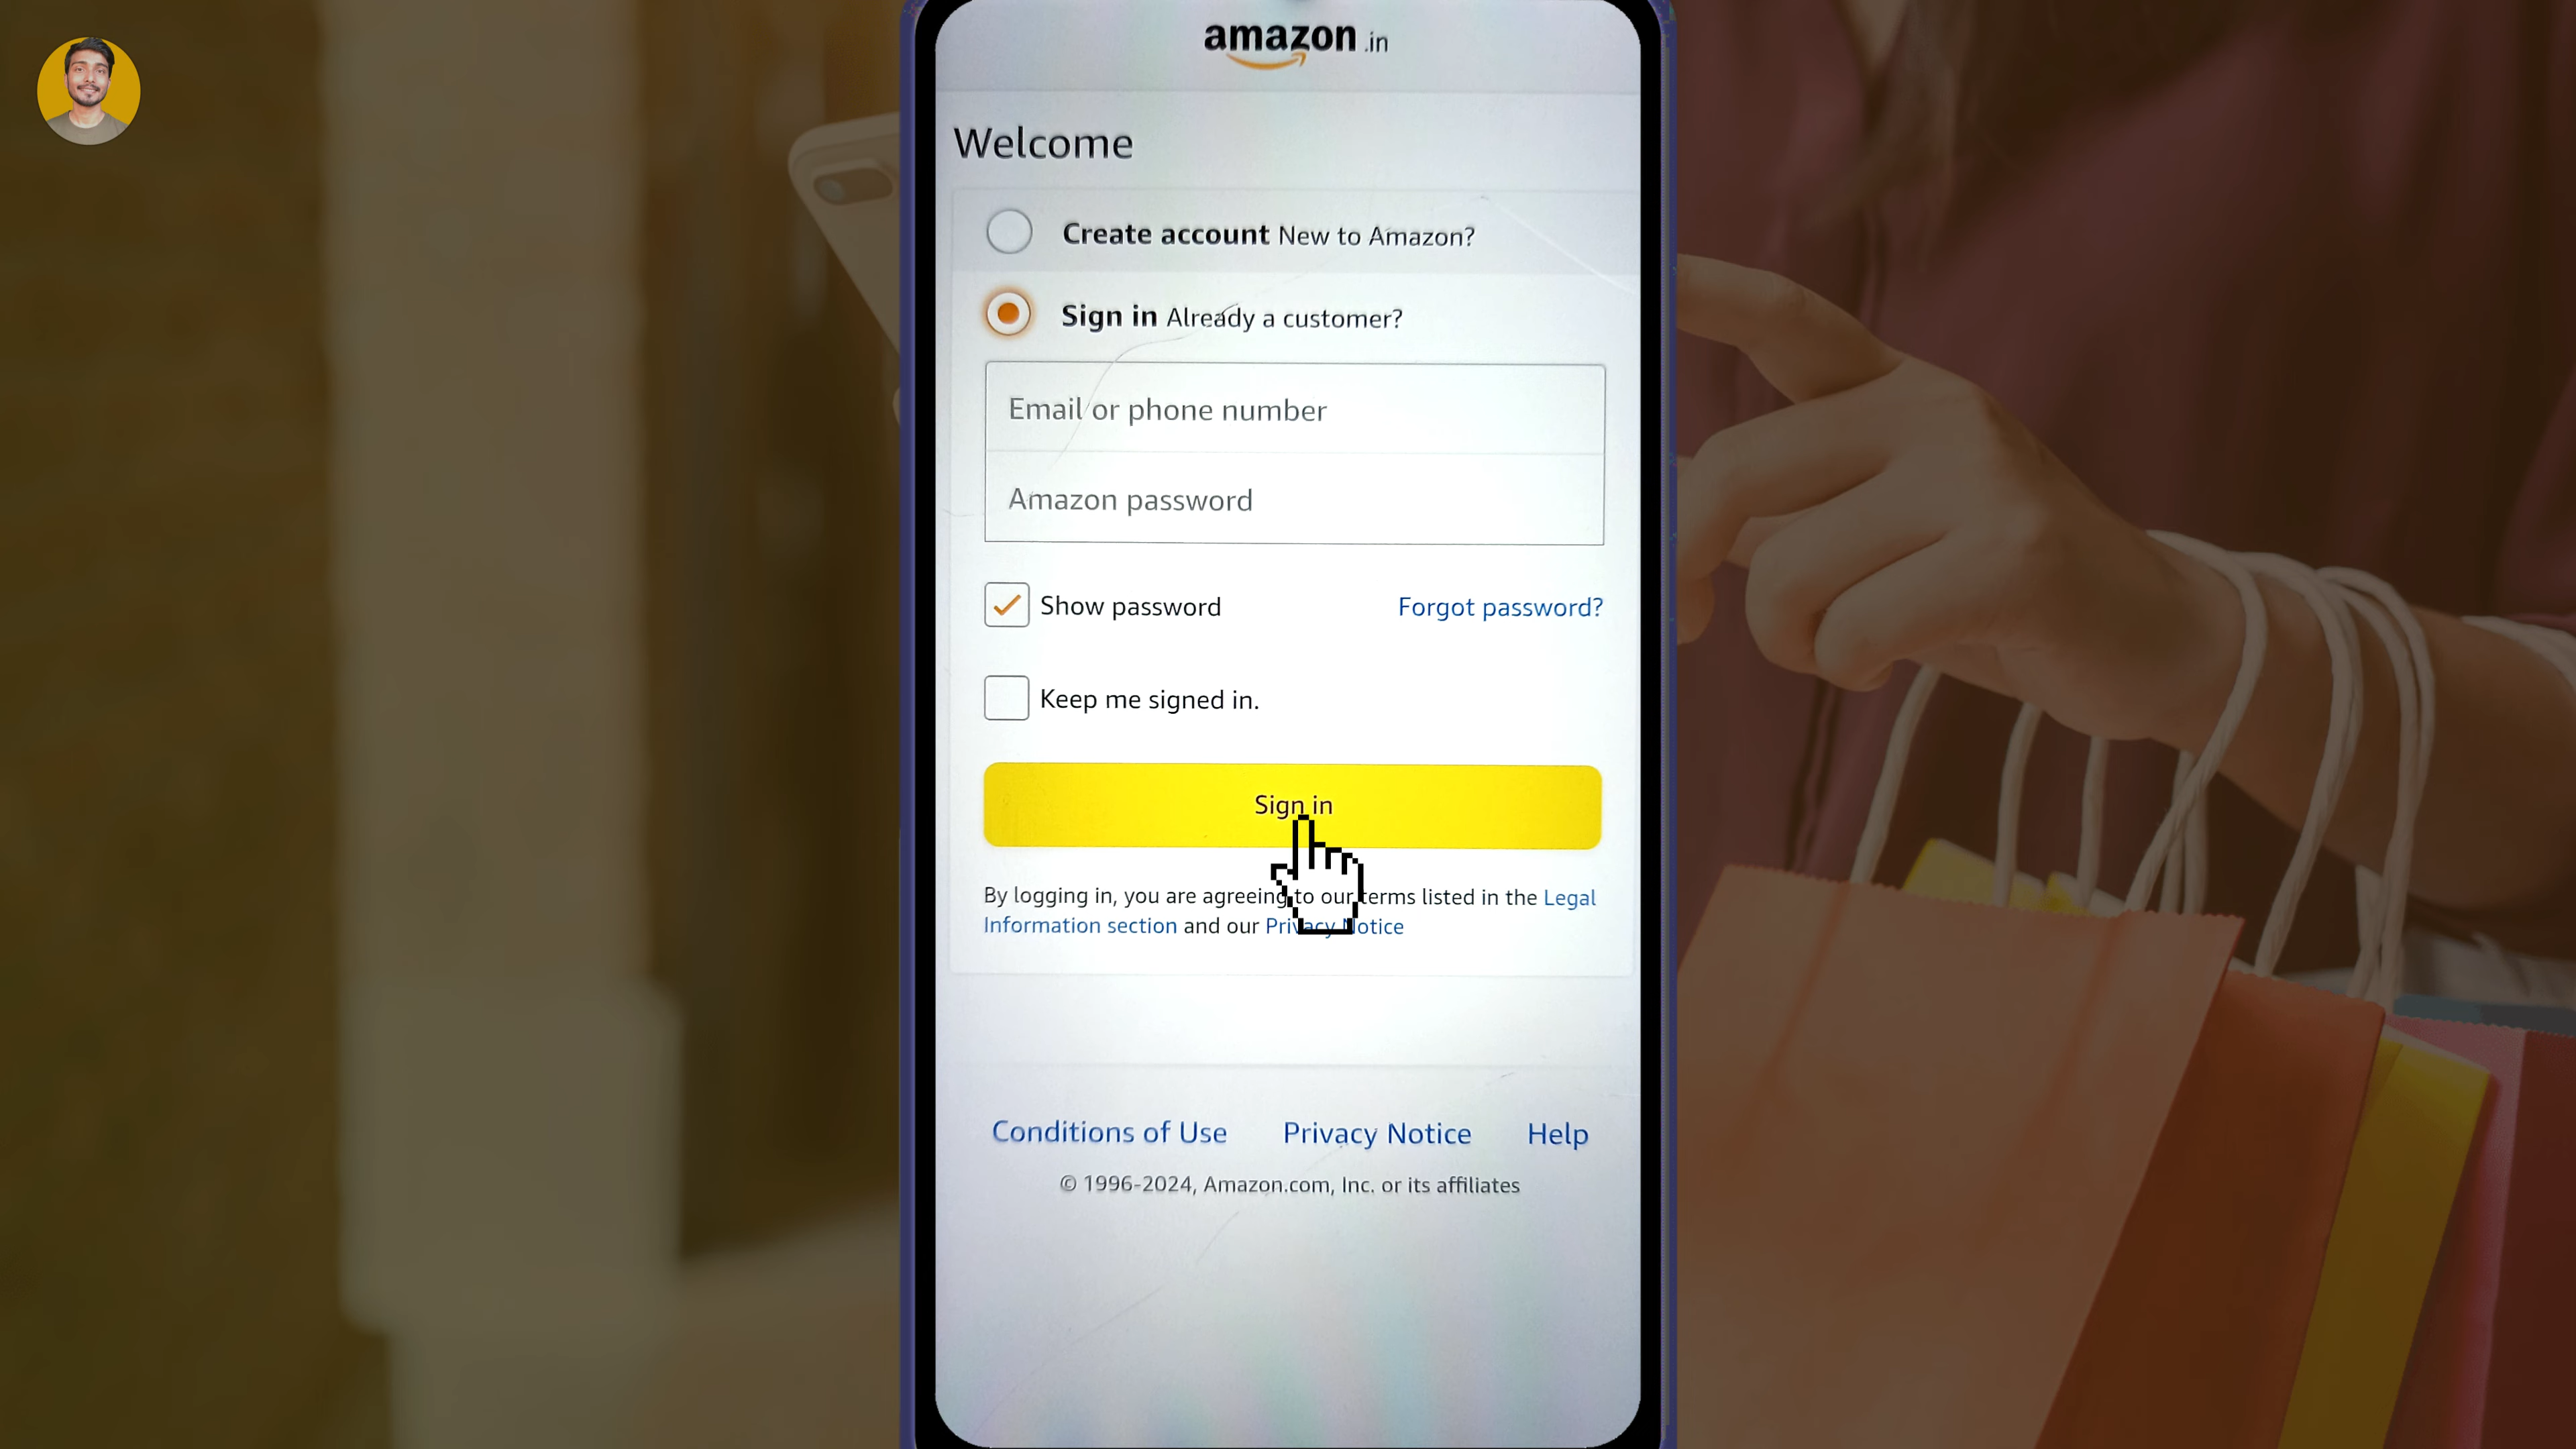 amazon.in
Welcome
Create account New to Amazon?
Sign in Already a customer?
Email or phone number
Amazon password
Show password
Forgot password?
Keep me signed in.
Sign in
By logging in, you are agreeing to our terms listed in the Legal
Information section and our Privacy Notice
Conditions of Use
Privacy Notice
Help
© 1996-2024, Amazon.com, Inc. or its affiliates